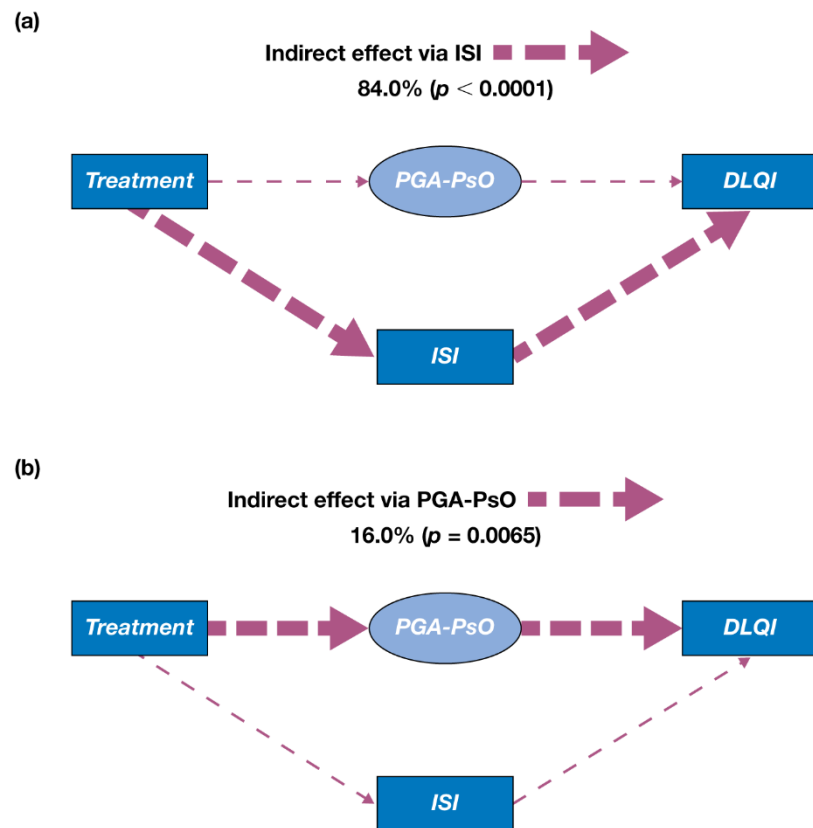 (a)
Indirect effect via ISI
84.0% (p < 0.0001)
Treatment
PGA-PsO
DLQI
ISI
(b)
Indirect effect via PGA-PsO
16.0% (p = 0.0065)
Treatment
PGA-PsO
DLQI
ISI